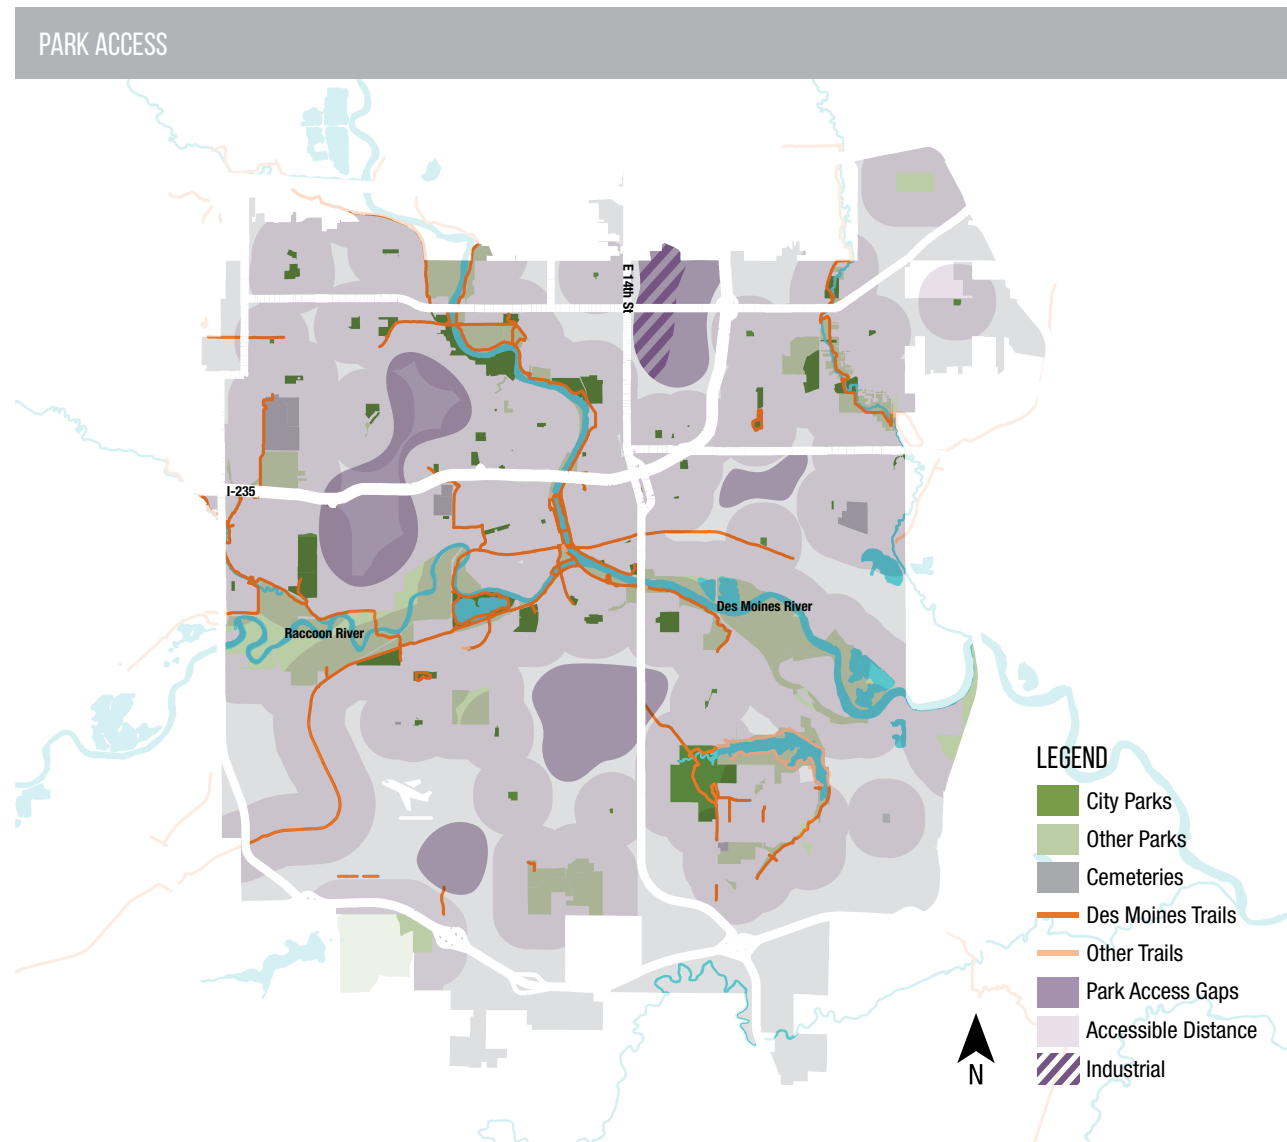 PARK ACCESS
E 14th St
I-235
Des Moines River
Raccoon River
LEGEND
City Parks
Other Parks
Cemeteries
Des Moines Trails
Other Trails
Park Access Gaps
Accessible Distance
Industrial
N